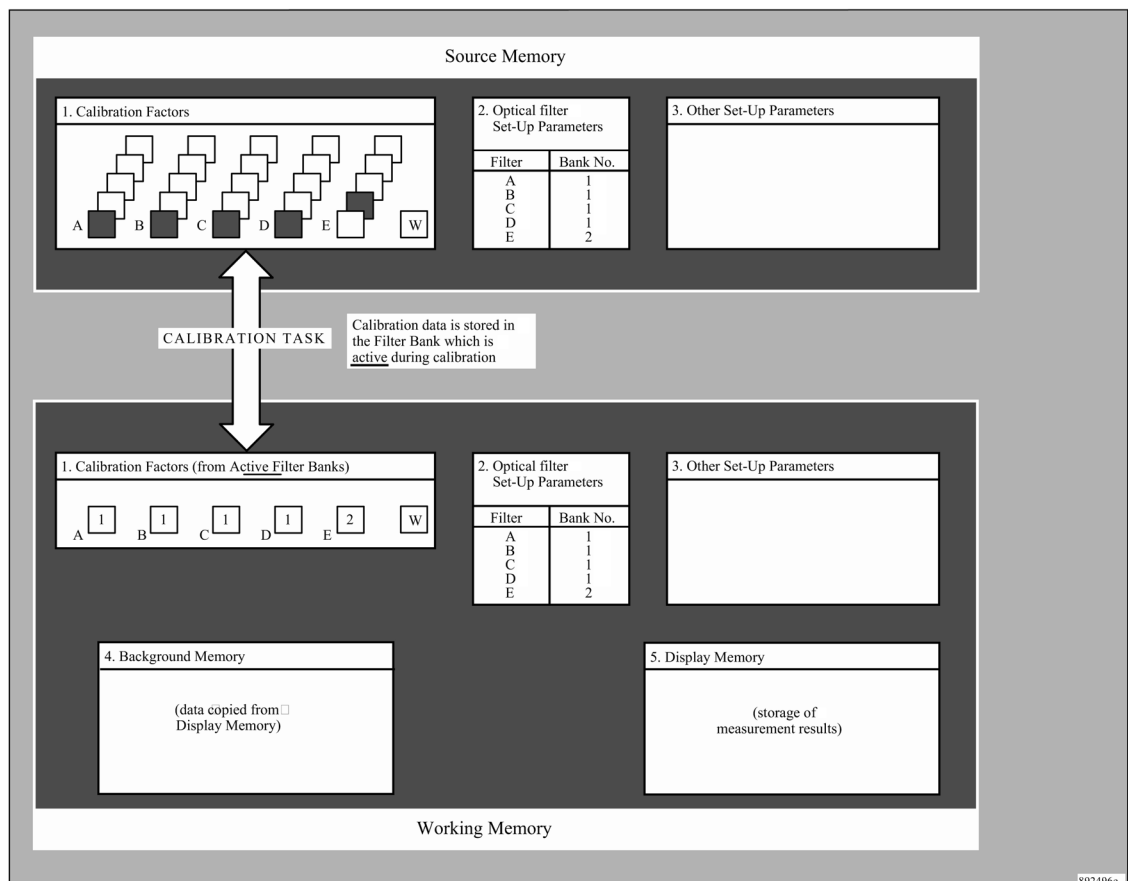 Source Memory
1. Calibration Factors
A B C D E W
2. Optical filter
Set-Up Parameters
Filter Bank No.
A 1
B 1
C 1
D 1
E 2
3. Other Set-Up Parameters
CALIBRATION TASK
Calibration data is stored in
the Filter Bank which is
active during calibration
1. Calibration Factors (from Active Filter Banks)
A 1 B 1 C 1 D 1 E 2 W
2. Optical filter
Set-Up Parameters
Filter Bank No.
A 1
B 1
C 1
D 1
E 2
3. Other Set-Up Parameters
4. Background Memory
(data copied from
Display Memory)
5. Display Memory
(storage of
measurement results)
Working Memory